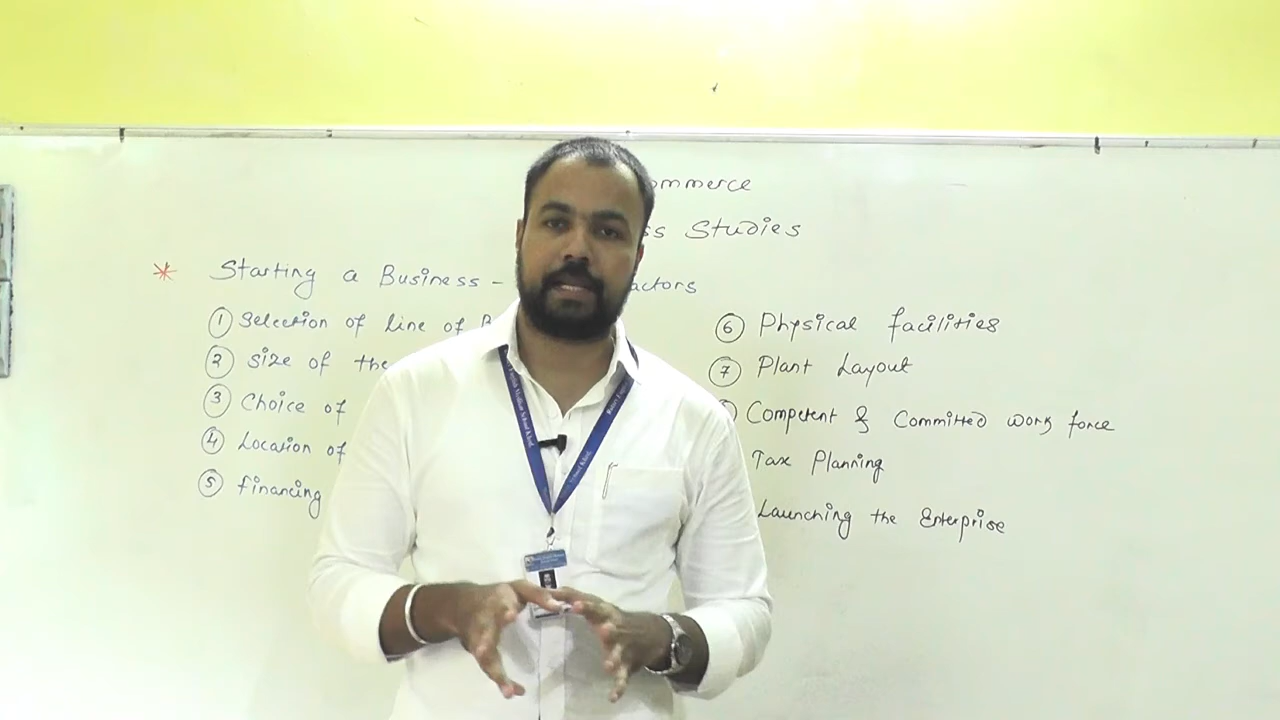 ommerce
ss Studies
* Starting a Business - actors
① Selection of line of B
② Size of the
③ Choice of
④ Location of
⑤ financing
⑥ Physical facilities
⑦ Plant Layout
Competent & Committed work force
Tax Planning
Launching the Enterprise